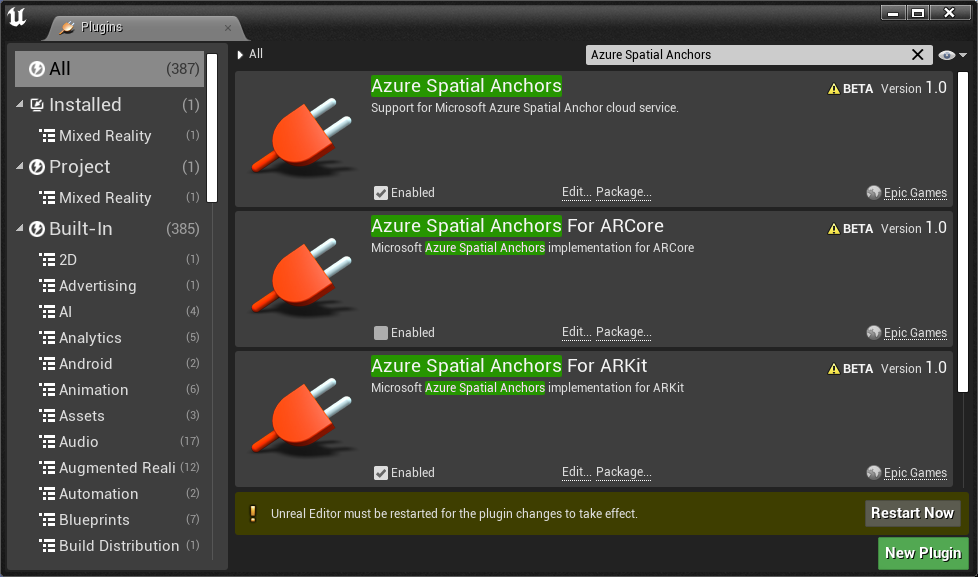 Plugins
All
Azure Spatial Anchors
All (387)
Installed (1)
Mixed Reality (1)
Project (1)
Mixed Reality (1)
Built-In (385)
2D (1)
Advertising (1)
AI (4)
Analytics (5)
Android (2)
Animation (6)
Assets (3)
Audio (17)
Augmented Reali (12)
Automation (2)
Blueprints (7)
Build Distribution (1)
Azure Spatial Anchors
BETA Version 1.0
Support for Microsoft Azure Spatial Anchor cloud service.
Enabled Edit... Package... Epic Games
Azure Spatial Anchors For ARCore
BETA Version 1.0
Microsoft Azure Spatial Anchors implementation for ARCore
Enabled Edit... Package... Epic Games
Azure Spatial Anchors For ARKit
BETA Version 1.0
Microsoft Azure Spatial Anchors implementation for ARKit
Enabled Edit... Package... Epic Games
Unreal Editor must be restarted for the plugin changes to take effect.
Restart Now
New Plugin